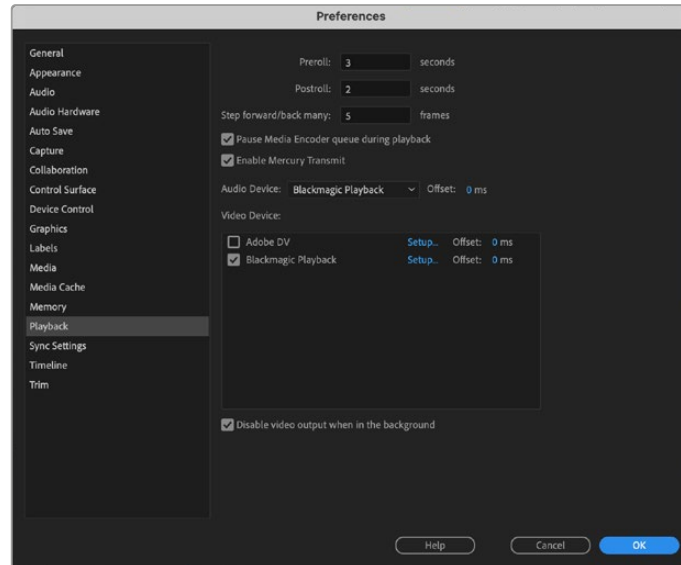 Preferences
General
Appearance
Audio
Audio Hardware
Auto Save
Capture
Collaboration
Control Surface
Device Control
Graphics
Labels
Media
Media Cache
Memory
Playback
Sync Settings
Timeline
Trim
Preroll: 3 seconds
Postroll: 2 seconds
Step forward/back many: 5 frames
Pause Media Encoder queue during playback
Enable Mercury Transmit
Audio Device: Blackmagic Playback Offset: 0 ms
Video Device:
Adobe DV Setup... Offset: 0 ms
Blackmagic Playback Setup... Offset: 0 ms
Disable video output when in the background
Help Cancel OK